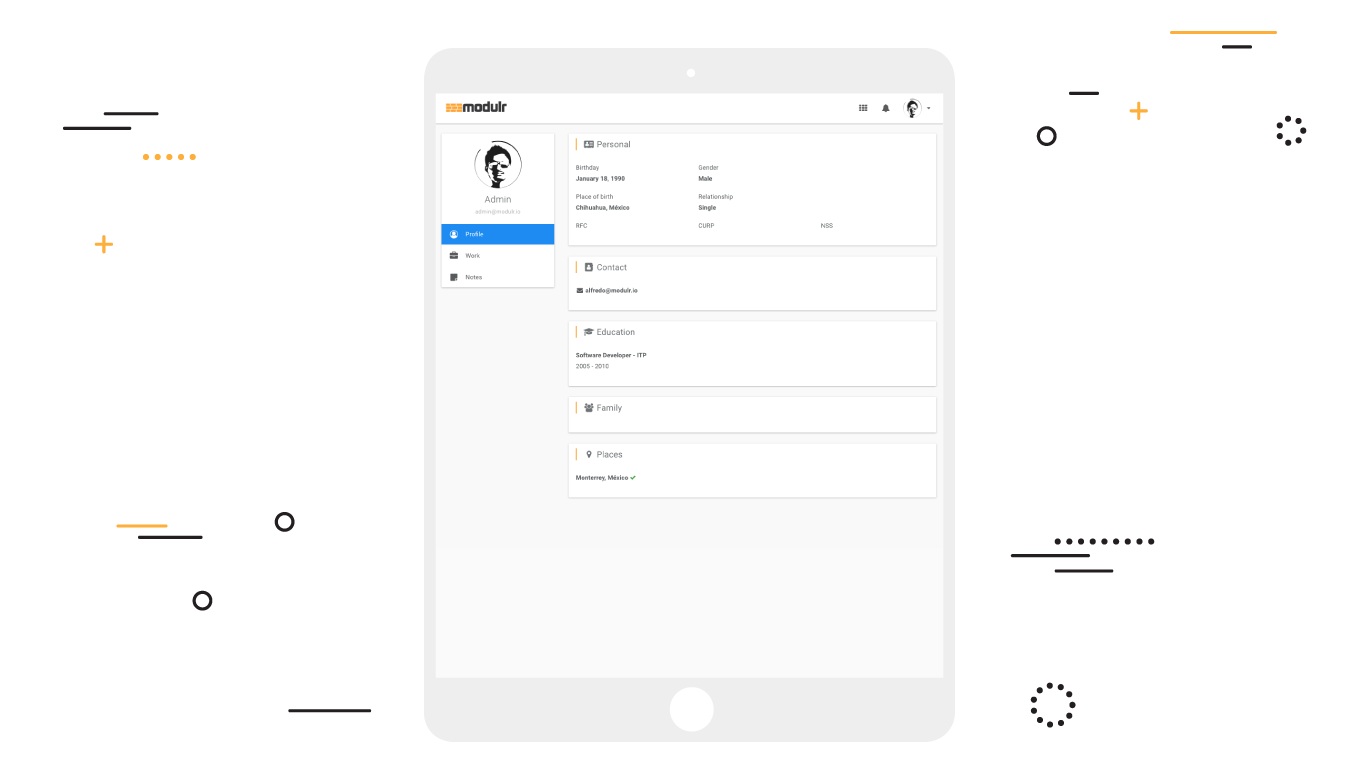 modulr
Admin
admin@modulr.io
Profile
Work
Notes
Personal
Birthday Gender
January 18, 1990 Male
Place of birth Relationship
Chihuahua, México Single
RFC CURP NSS
Contact
alfredo@modulr.io
Education
Software Developer - ITP
2005 - 2010
Family
Places
Monterrey, México